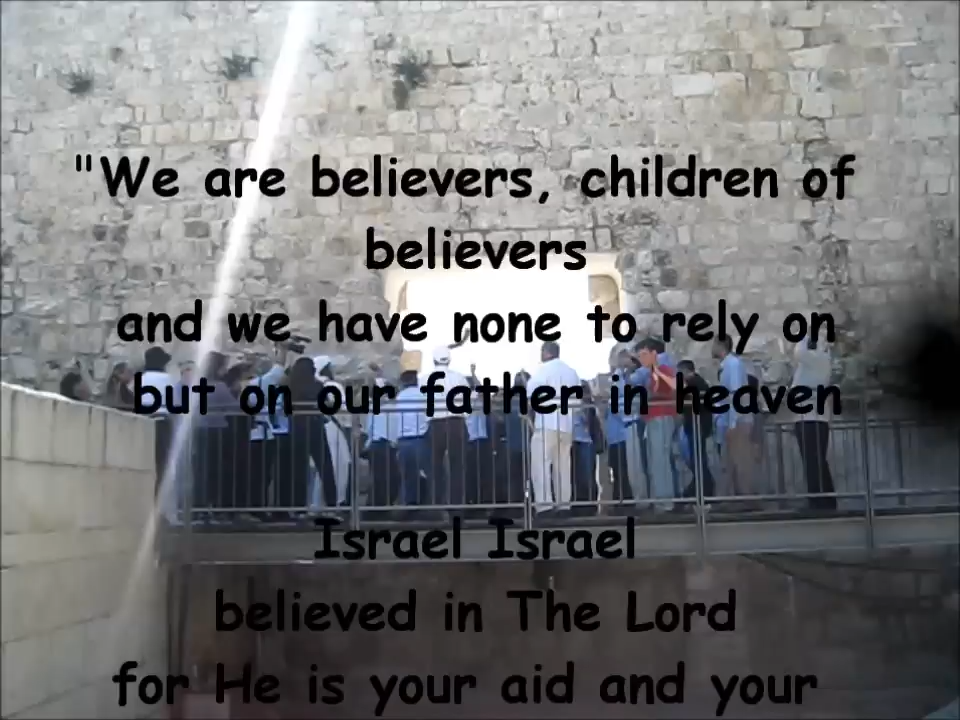 "We are believers, children of
believers
and we have none to rely on
but on our father in heaven
Israel Israel
believed in The Lord
for He is your aid and your